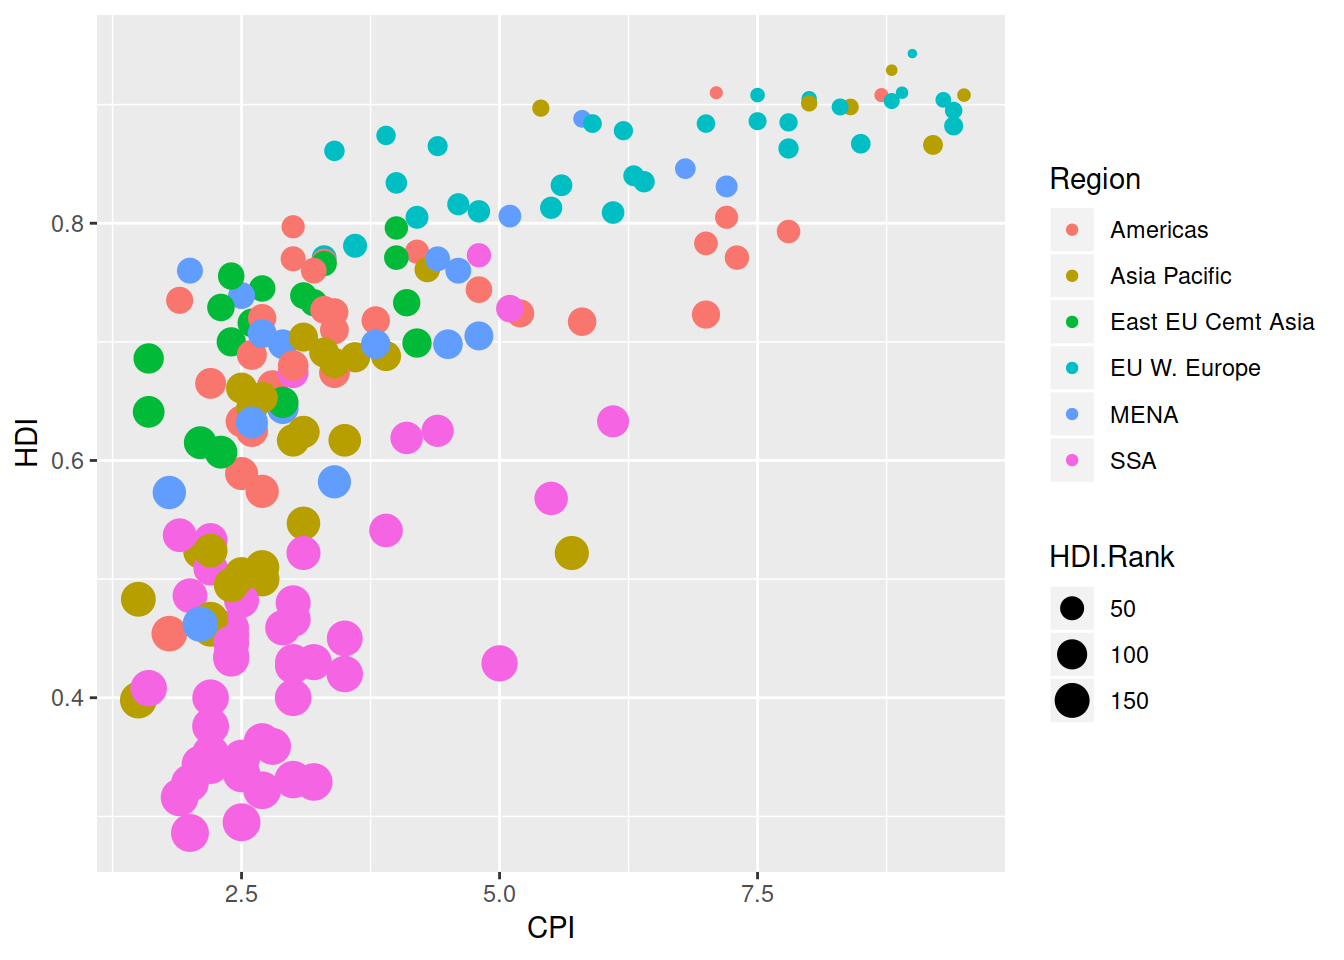 HDI
0.8
0.6
0.4
2.5
5.0
7.5
CPI
Region
Americas
Asia Pacific
East EU Cemt Asia
EU W. Europe
MENA
SSA
HDI.Rank
50
100
150